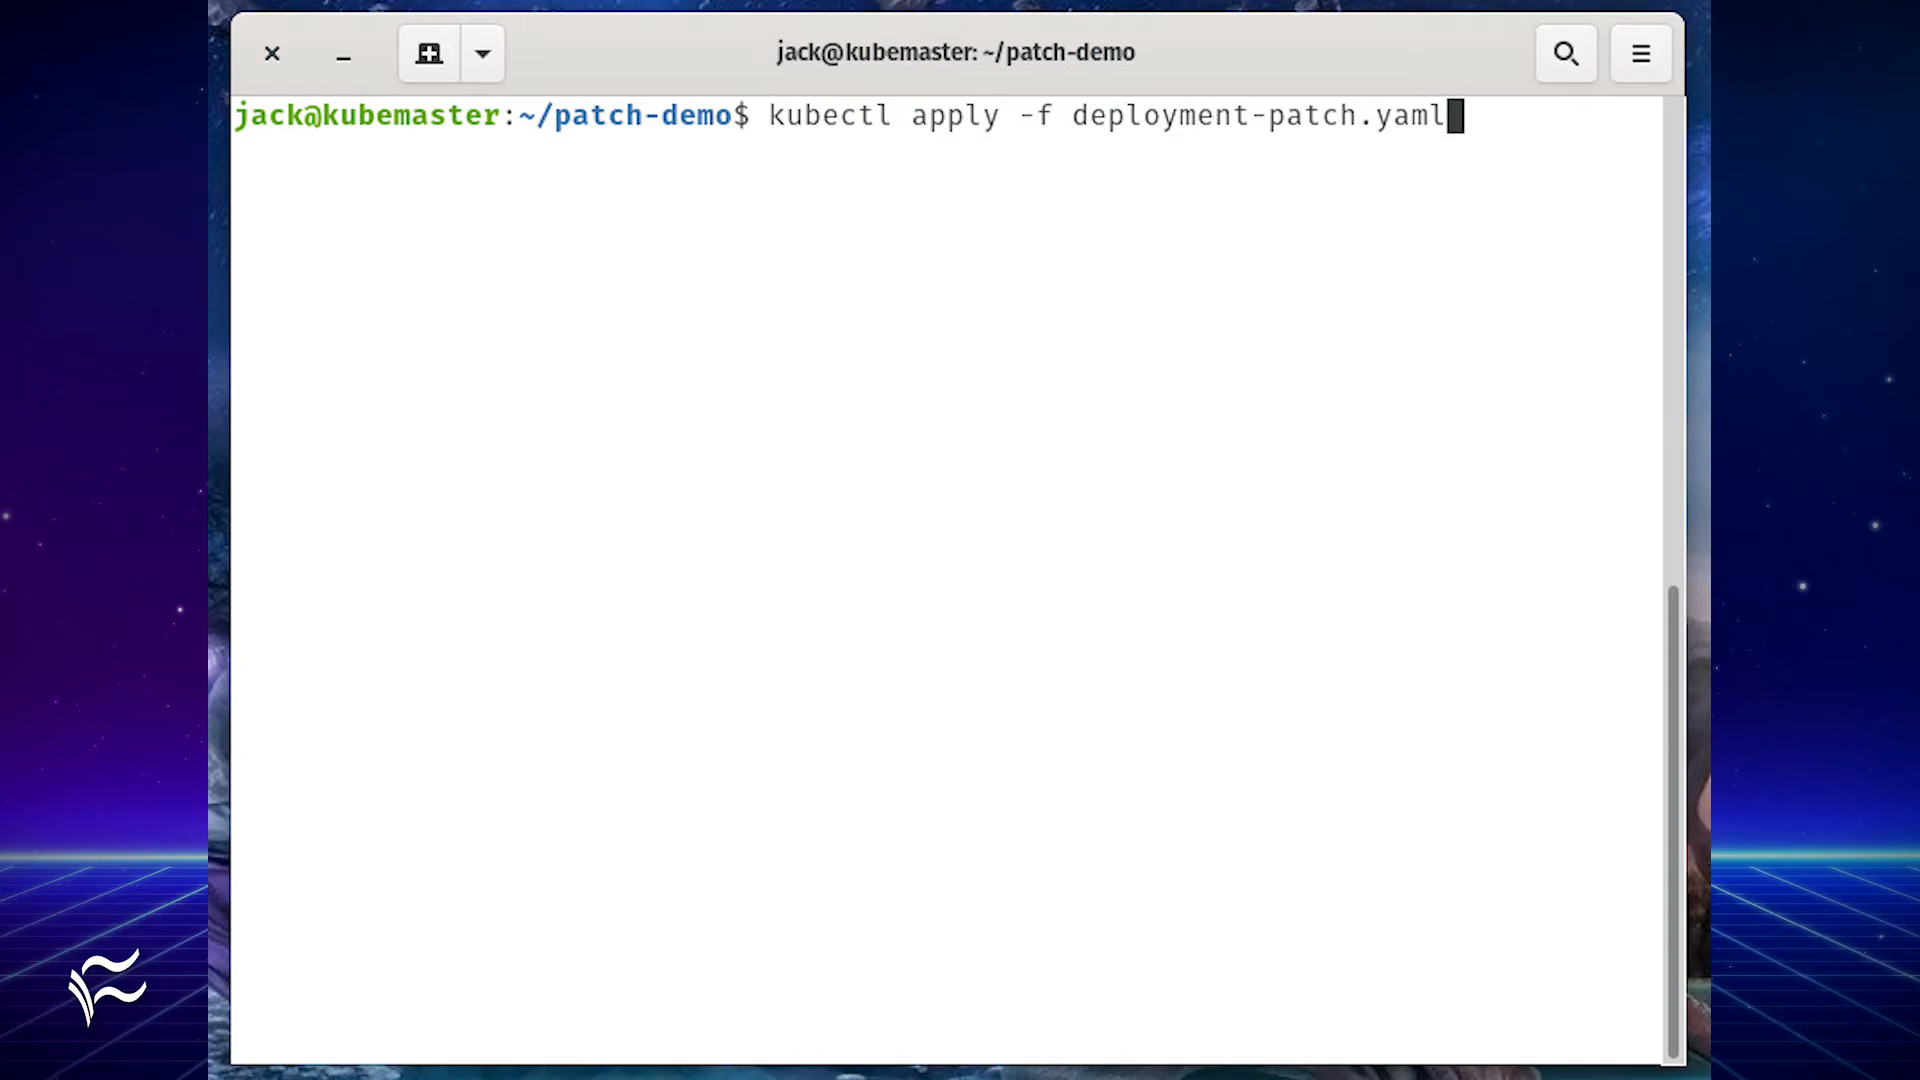 jack@kubemaster: ~/patch-demo
jack@kubemaster:~/patch-demo$ kubectl apply -f deployment-patch.yaml